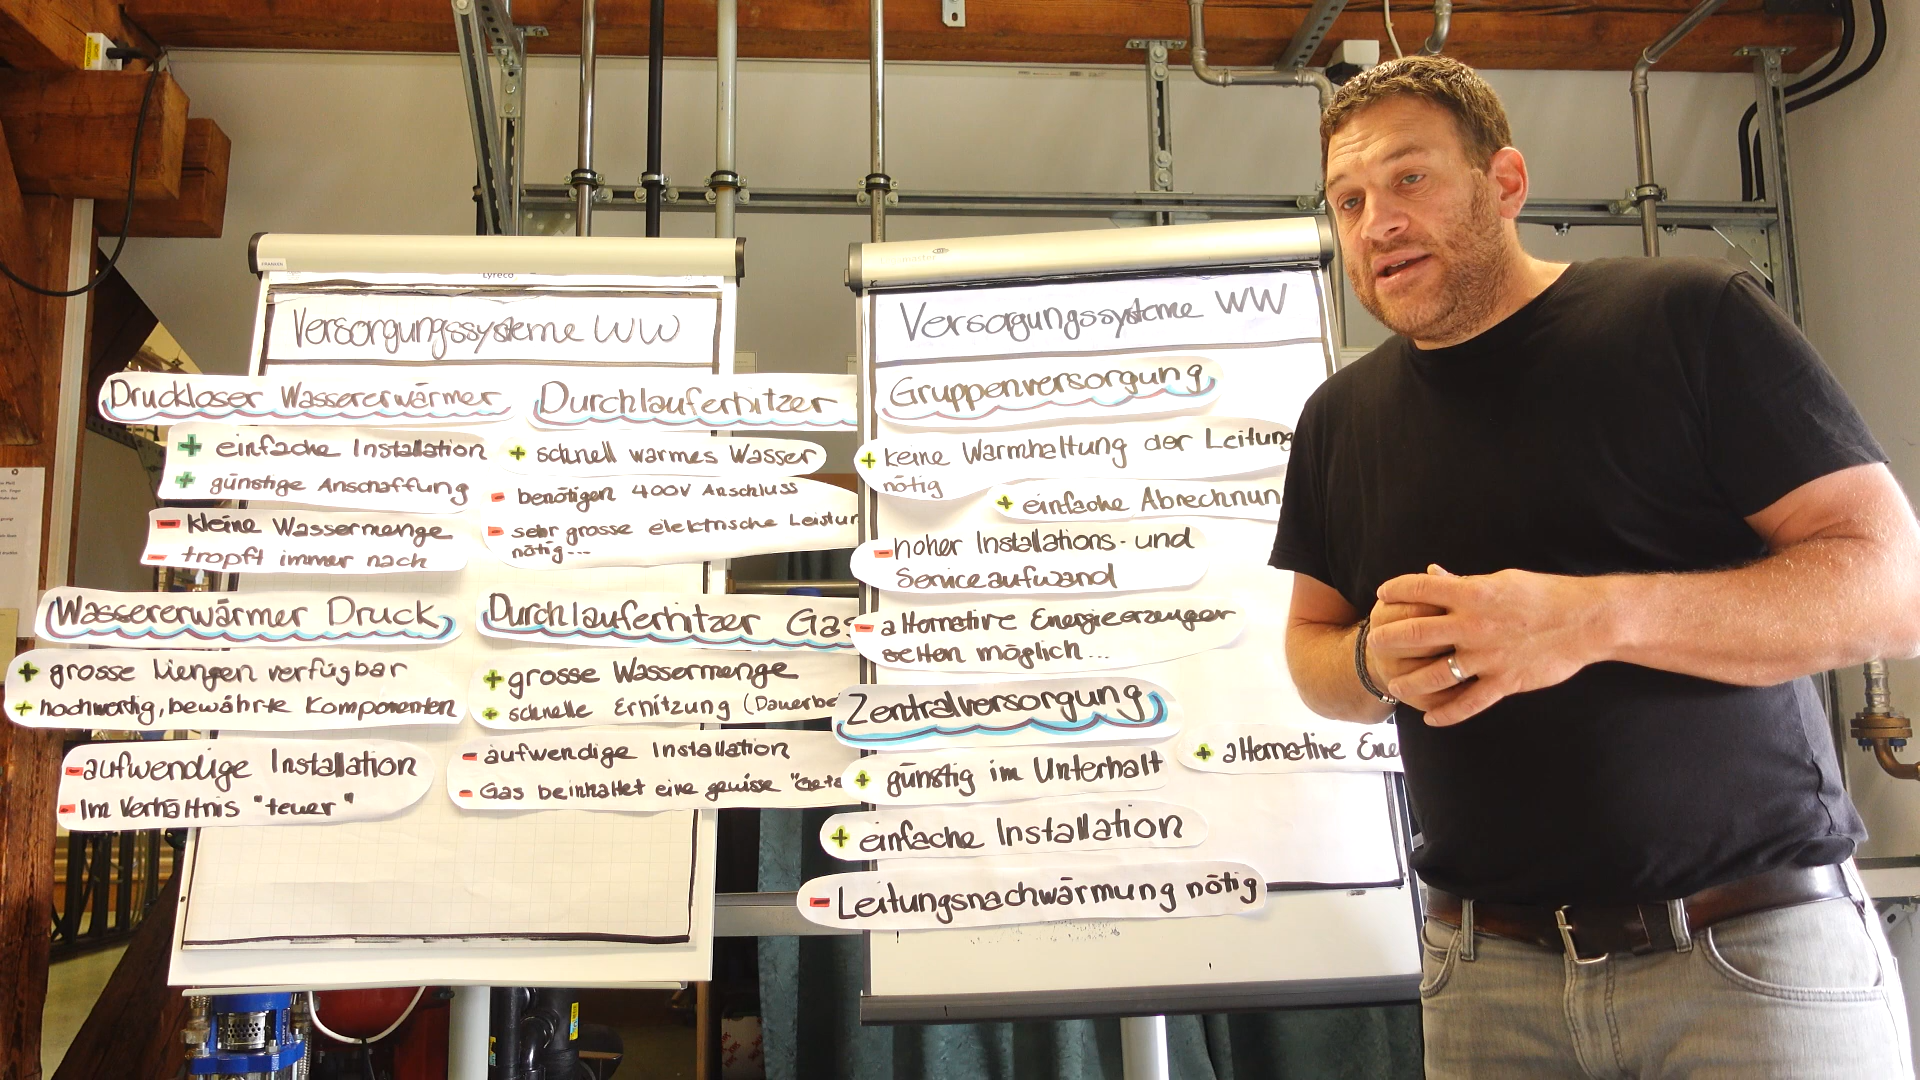 Lyreco
Versorgungssysteme WW
Druckloser Wassererwärmer
+ einfache Installation
+ günstige Anschaffung
- kleine Wassermenge
- tropft immer nach
Durchlauferhitzer
+ schnell warmes Wasser
- benötigen 400V Anschluss
- sehr grosse elektrische Leistun
nötig...
Wassererwärmer Druck
+ grosse Mengen verfügbar
+ hochwertig, bewährte Komponenten
- aufwendige Installation
- Im Verhältnis "teuer"
Durchlauferhitzer Gas
+ grosse Wassermenge
+ schnelle Erhitzung (Dauerbe
- aufwendige Installation
- Gas beinhaltet eine gewisse "Gefa
Versorgungssysteme WW
Gruppenversorgung
+ keine Warmhaltung der Leitung
nötig
+ einfache Abrechnun
- hoher Installations- und
Serviceaufwand
- alternative Energieerzeuger
selten möglich...
Zentralversorgung
+ günstig im Unterhalt
+ alternative Ene
+ einfache Installation
- Leitungsnachwärmung nötig